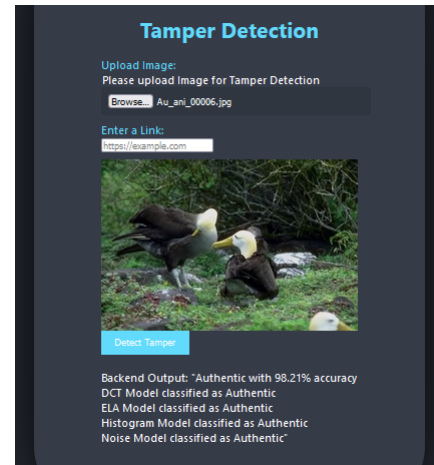 Tamper Detection
Upload Image:
Please upload Image for Tamper Detection
Browse... Au_ani_00006.jpg
Enter a Link:
https://example.com
Detect Tamper
Backend Output: "Authentic with 98.21% accuracy
DCT Model classified as Authentic
ELA Model classified as Authentic
Histogram Model classified as Authentic
Noise Model classified as Authentic"